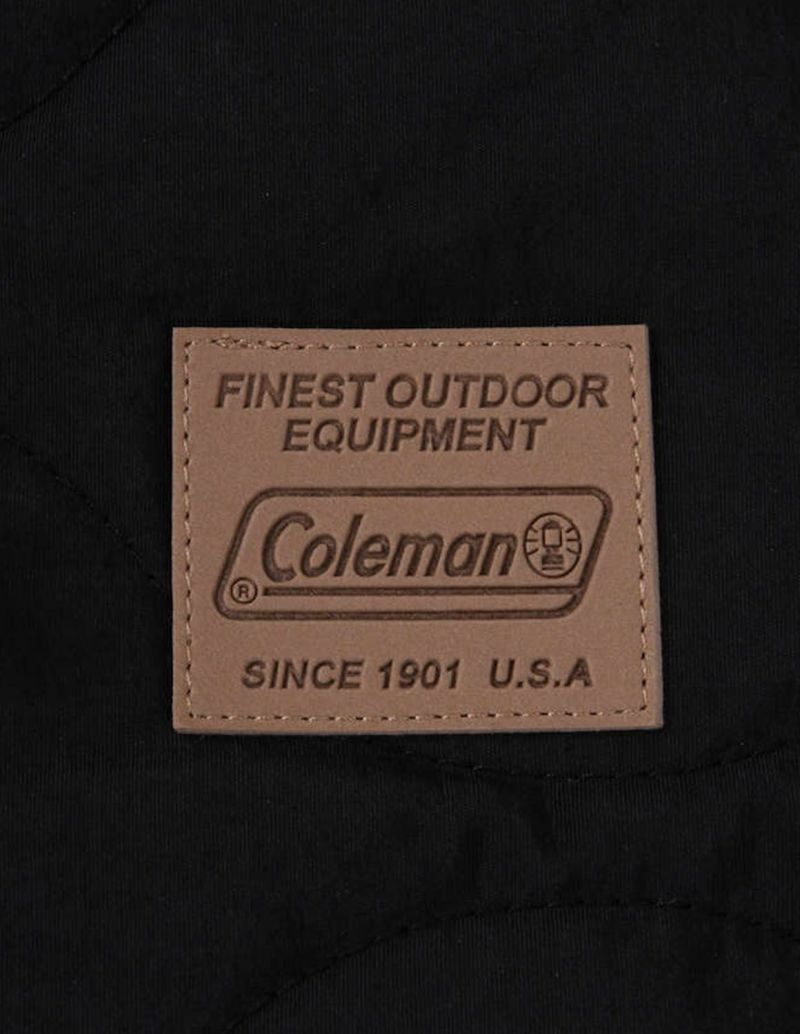 FINEST OUTDOOR
EQUIPMENT
Coleman
®
SINCE 1901 U.S.A